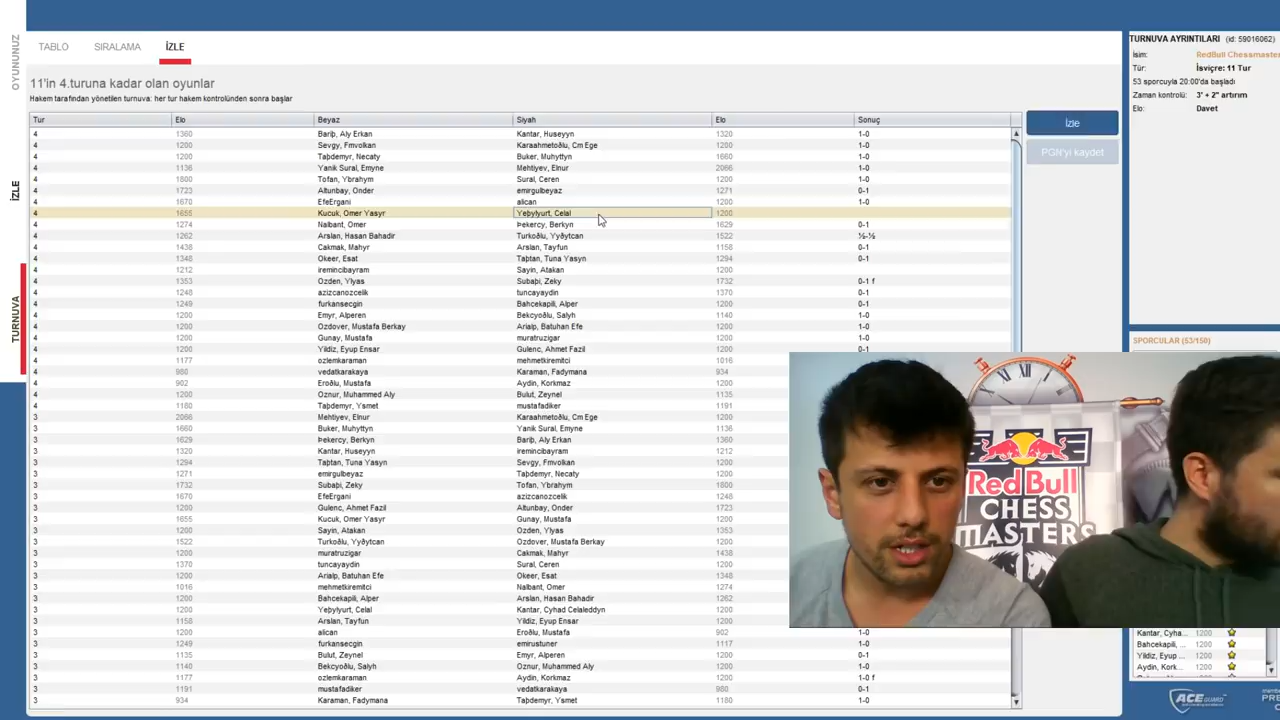 OYUNUNUZ
İZLE
TURNUVA
TABLO SIRALAMA İZLE
11'in 4.turuna kadar olan oyunlar
Hakem tarafından yönetilen turnuva: her tur hakem kontrolünden sonra başlar
Tur Elo Beyaz Siyah Elo Sonuç
4 1360 Bariþ, Aly Erkan Kantar, Huseyyn 1320 1-0
4 1200 Sevgy, Fmvolkan Karaahmetoðlu, Cm Ege 1200 1-0
4 1200 Taþdemyr, Necaty Buker, Muhyttyn 1660 1-0
4 1136 Yanik Sural, Emyne Mehtiyev, Elnur 2066 1-0
4 1800 Tofan, Ybrahym Sural, Ceren 1200 1-0
4 1723 Altunbay, Onder emirgulbeyaz 1271 0-1
4 1670 EfeErgani alican 1200 1-0
4 1655 Kucuk, Omer Yasyr Yeþylyurt, Celal 1200
4 1274 Nalbant, Omer Þekercy, Berkyn 1629 0-1
4 1262 Arslan, Hasan Bahadir Turkoðlu, Yyðytcan 1522 ½-½
4 1438 Cakmak, Mahyr Arslan, Tayfun 1158 0-1
4 1348 Okeer, Esat Taþtan, Tuna Yasyn 1294 0-1
4 1212 iremincibayram Sayin, Atakan 1200
4 1353 Ozden, Ylyas Subaþi, Zeky 1732 0-1 f
4 1248 azizcanozcelik tuncayaydin 1370 0-1
4 1249 furkansecgin Bahcekapili, Alper 1200 0-1
4 1200 Emyr, Alperen Bekcyoðlu, Salyh 1140 1-0
4 1200 Ozdover, Mustafa Berkay Arialp, Batuhan Efe 1200 1-0
4 1200 Gunay, Mustafa muratruzigar 1200 1-0
4 1200 Yildiz, Eyup Ensar Gulenc, Ahmet Fazil 1200 0-1
4 1177 ozlemkaraman mehmetkiremitci 1016
4 980 vedatkarakaya Karaman, Fadymana 934
4 902 Eroðlu, Mustafa Aydin, Korkmaz 1200
4 1200 Oznur, Muhammed Aly Bulut, Zeynel 1135
4 1180 Taþdemyr, Ysmet mustafadiker 1191
3 2066 Mehtiyev, Elnur Karaahmetoðlu, Cm Ege 1200
3 1660 Buker, Muhyttyn Yanik Sural, Emyne 1136
3 1629 Þekercy, Berkyn Bariþ, Aly Erkan 1360
3 1320 Kantar, Huseyyn iremincibayram 1212
3 1294 Taþtan, Tuna Yasyn Sevgy, Fmvolkan 1200
3 1271 emirgulbeyaz Taþdemyr, Necaty 1200
3 1732 Subaþi, Zeky Tofan, Ybrahym 1800
3 1670 EfeErgani azizcanozcelik 1248
3 1200 Gulenc, Ahmet Fazil Altunbay, Onder 1723
3 1655 Kucuk, Omer Yasyr Gunay, Mustafa 1200
3 1200 Sayin, Atakan Ozden, Ylyas 1353
3 1522 Turkoðlu, Yyðytcan Ozdover, Mustafa Berkay 1200
3 1200 muratruzigar Cakmak, Mahyr 1438
3 1370 tuncayaydin Sural, Ceren 1200
3 1200 Arialp, Batuhan Efe Okeer, Esat 1348
3 1016 mehmetkiremitci Nalbant, Omer 1274
3 1200 Bahcekapili, Alper Arslan, Hasan Bahadir 1262
3 1200 Yeþylyurt, Celal Kantar, Cyhad Celaleddyn 1200
3 1158 Arslan, Tayfun Yildiz, Eyup Ensar 1200
3 1200 alican Eroðlu, Mustafa 902 1-0
3 1249 furkansecgin emirustuner 1117 1-0
3 1135 Bulut, Zeynel Emyr, Alperen 1200 0-1
3 1140 Bekcyoðlu, Salyh Oznur, Muhammed Aly 1200 1-0
3 1177 ozlemkaraman Aydin, Korkmaz 1200 1-0 f
3 1191 mustafadiker vedatkarakaya 980 0-1
3 934 Karaman, Fadymana Taþdemyr, Ysmet 1180 1-0
İzle
PGN'yi kaydet
TURNUVA AYRINTILARI (id: 59016062)
İsim: RedBull Chessmaster
Tür: İsviçre: 11 Tur
53 sporcuyla 20:00'da başladı
Zaman kontrolü: 3' + 2" artırım
Elo: Davet
SPORCULAR (53/150)
Red Bull
CHESS
MASTERS
Kantar, Cyha... 1200
Bahcekapili, ... 1200
Yildiz, Eyup ... 1200
Aydin, Kork... 1200
ACEGUARD